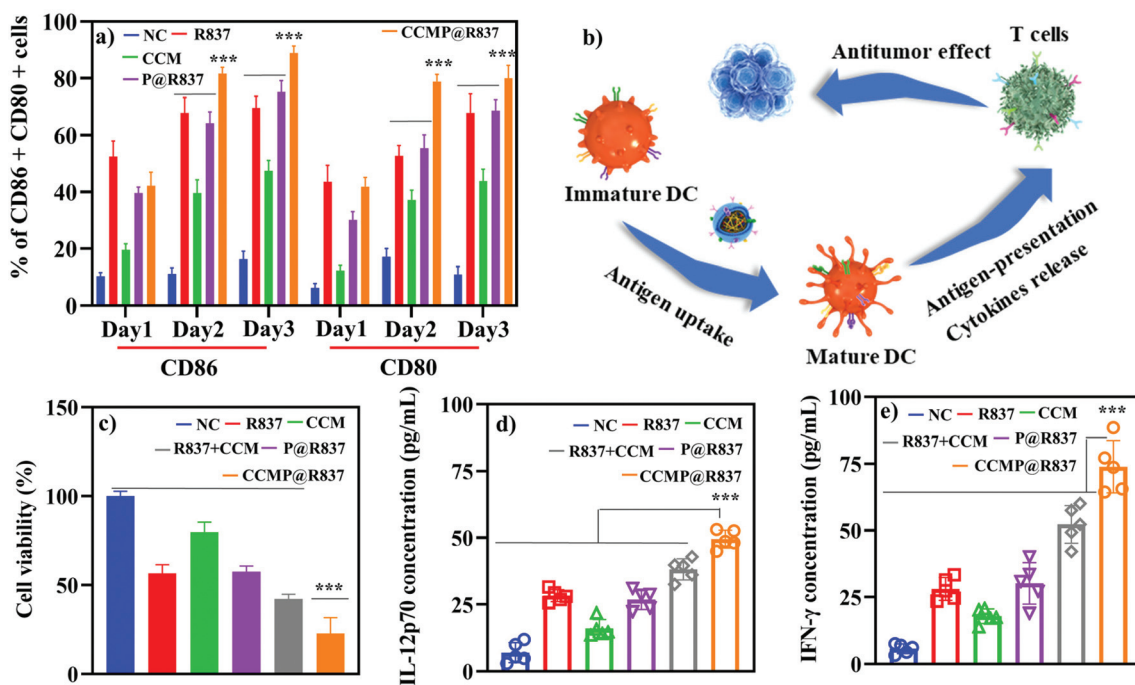 a)
% of CD86 + CD80 + cells
100
80
60
40
20
0
NC R837
CCM
P@R837
CCMP@R837
***
***
***
***
Day1 Day2 Day3 Day1 Day2 Day3
CD86 CD80
b)
Antitumor effect
T cells
Immature DC
Antigen uptake
Mature DC
Antigen-presentation
Cytokines release
c)
Cell viability (%)
150
100
50
0
NC R837 CCM
R837+CCM P@R837
CCMP@R837
***
d)
IL-12p70 concentration (pg/mL)
100
75
50
25
0
NC R837 CCM
R837+CCM P@R837
CCMP@R837
***
e)
IFN-γ concentration (pg/mL)
100
75
50
25
0
NC R837 CCM
R837+CCM P@R837
CCMP@R837
***